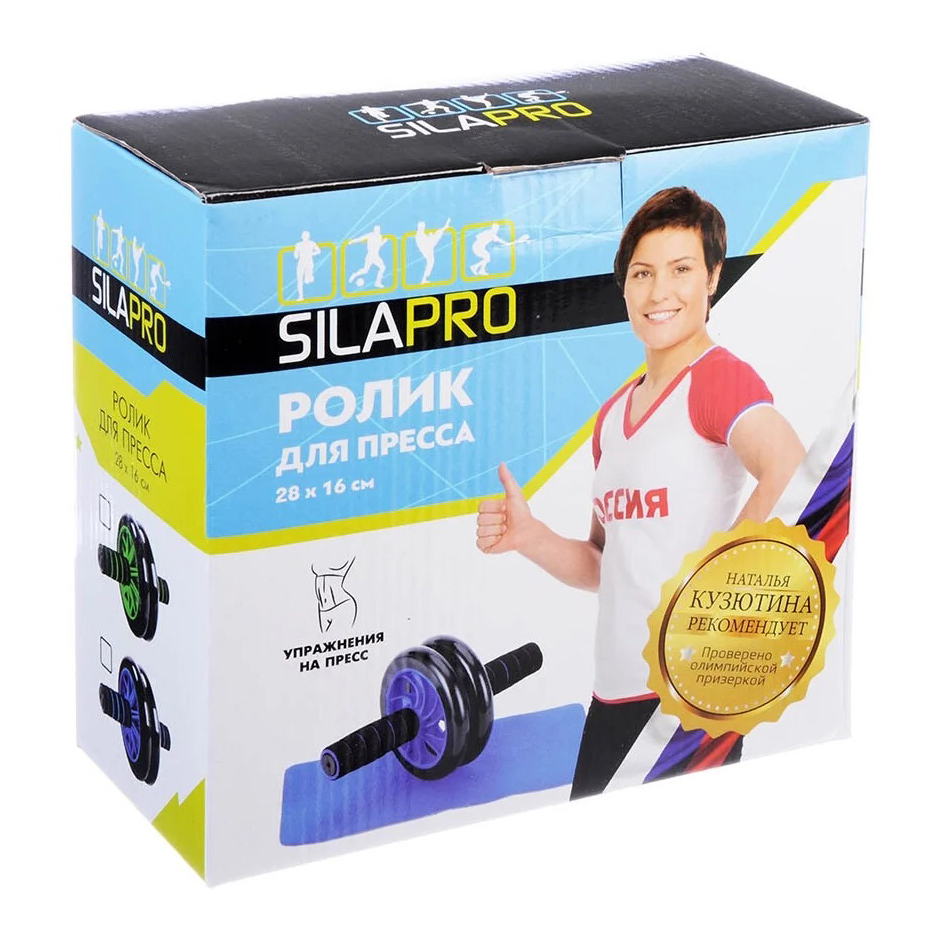 SILAPRO
SILAPRO
РОЛИК
ДЛЯ ПРЕССА
28 х 16 см
SILAPRO
РОЛИК
ДЛЯ ПРЕССА
28 х 16 см
УПРАЖНЕНИЯ
НА ПРЕСС
ОССИЯ
НАТАЛЬЯ
КУЗЮТИНА
РЕКОМЕНДУЕТ
Проверено
олимпийской
призеркой